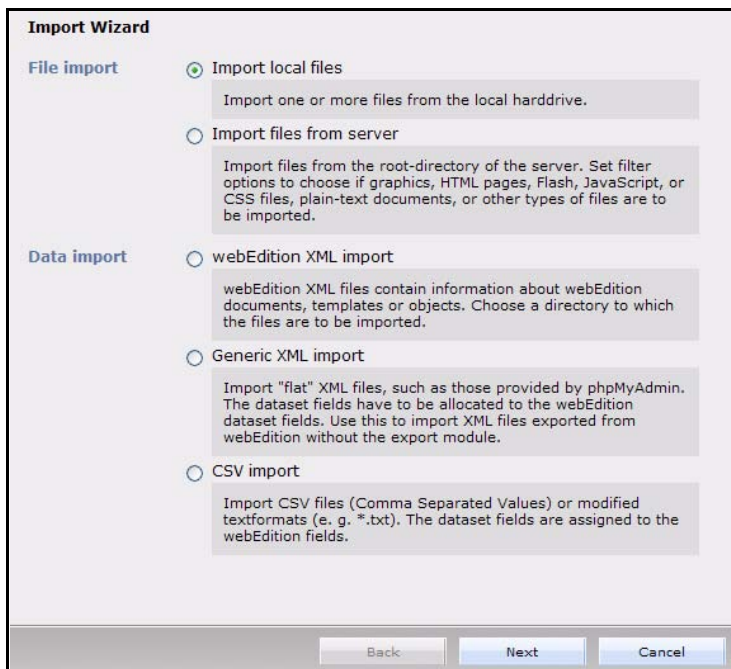 Import Wizard
File import
Import local files
Import one or more files from the local harddrive.
Import files from server
Import files from the root-directory of the server. Set filter
options to choose if graphics, HTML pages, Flash, JavaScript, or
CSS files, plain-text documents, or other types of files are to
be imported.
Data import
webEdition XML import
webEdition XML files contain information about webEdition
documents, templates or objects. Choose a directory to which
the files are to be imported.
Generic XML import
Import "flat" XML files, such as those provided by phpMyAdmin.
The dataset fields have to be allocated to the webEdition
dataset fields. Use this to import XML files exported from
webEdition without the export module.
CSV import
Import CSV files (Comma Separated Values) or modified
textformats (e. g. *.txt). The dataset fields are assigned to the
webEdition fields.
Back
Next
Cancel